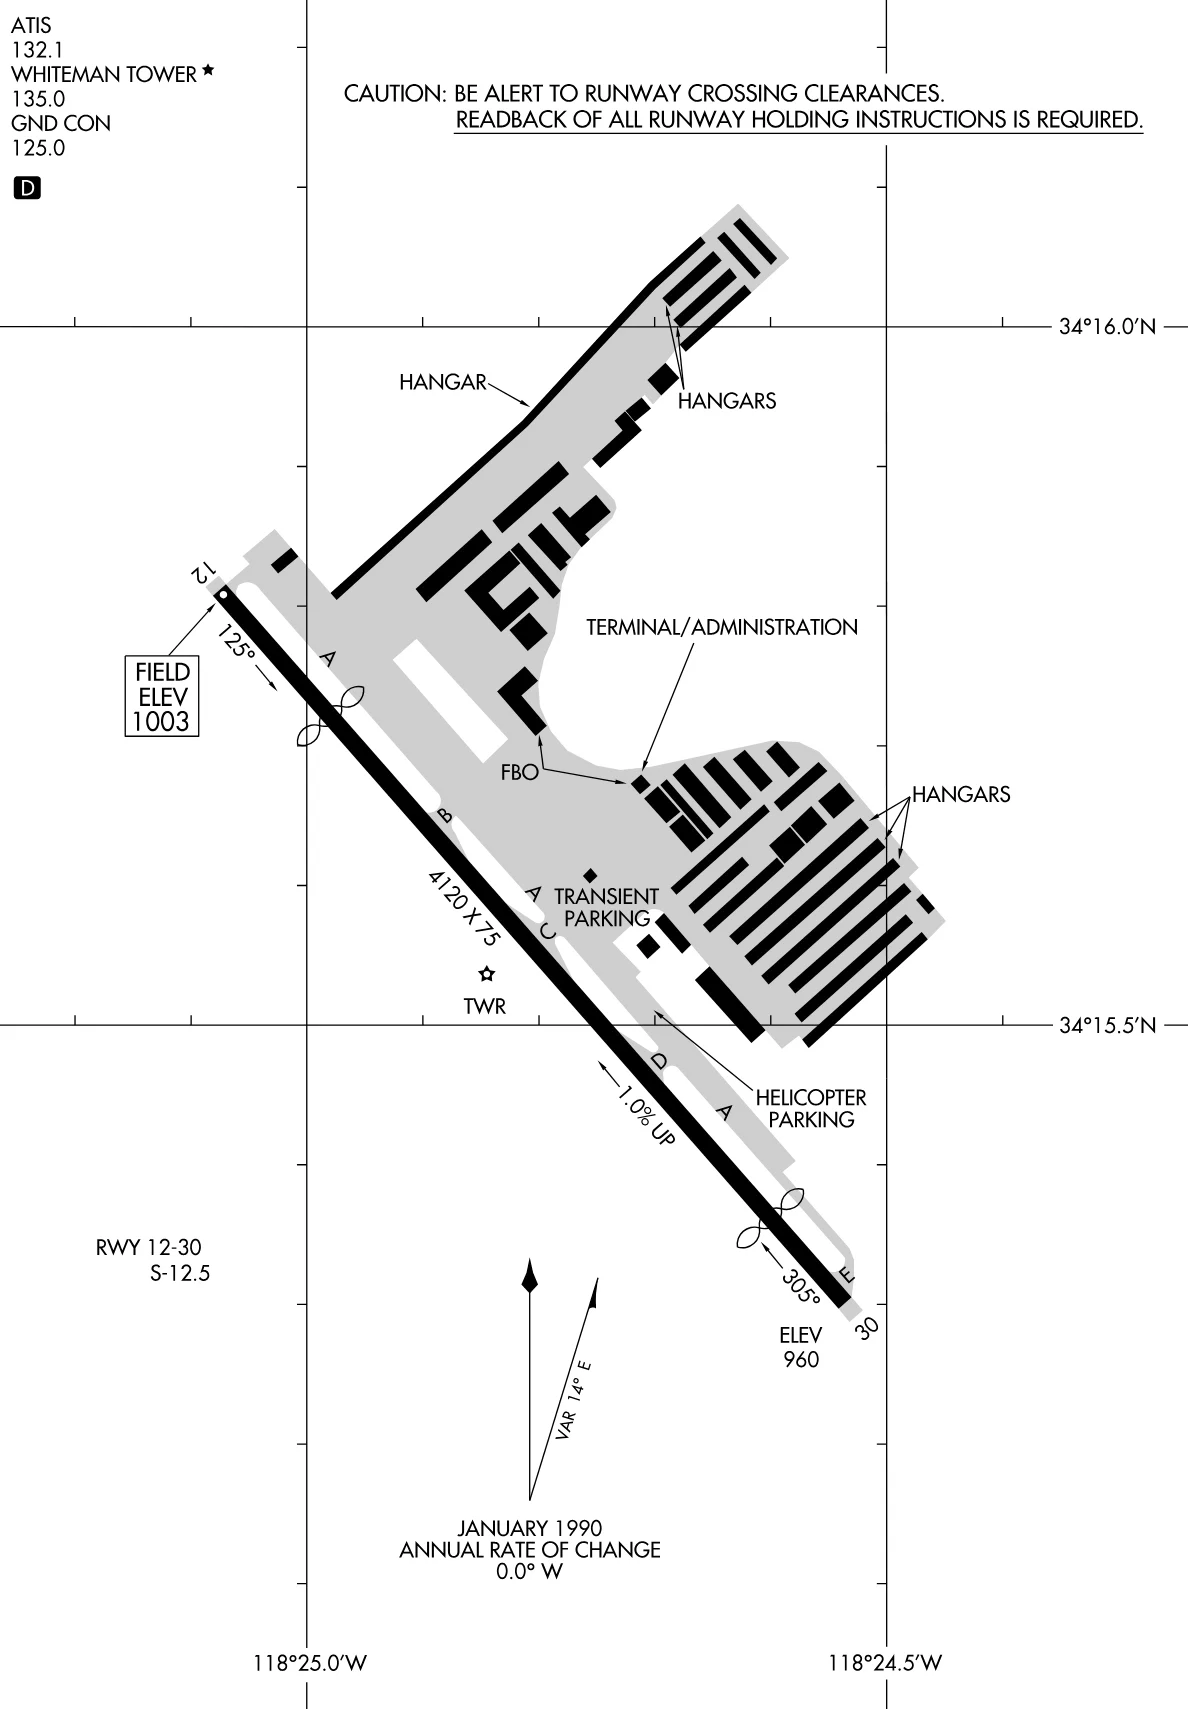 ATIS
132.1
WHITEMAN TOWER
135.0
GND CON
125.0
D
CAUTION: BE ALERT TO RUNWAY CROSSING CLEARANCES.
READBACK OF ALL RUNWAY HOLDING INSTRUCTIONS IS REQUIRED.
34°16.0'N
HANGAR
HANGARS
12
125°
TERMINAL/ADMINISTRATION
A
FIELD
ELEV
1003
FBO
HANGARS
B
4120 X 75
A
TRANSIENT
PARKING
C
TWR
34°15.5'N
D
1.0% UP
A
HELICOPTER
PARKING
RWY 12-30
S-12.5
E
305°
30
ELEV
960
VAR 14° E
JANUARY 1990
ANNUAL RATE OF CHANGE
0.0° W
118°25.0'W
118°24.5'W